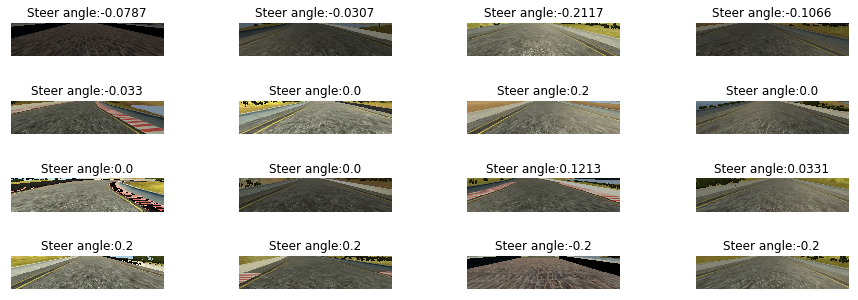 Steer angle:-0.0787
Steer angle:-0.0307
Steer angle:-0.2117
Steer angle:-0.1066
Steer angle:-0.033
Steer angle:0.0
Steer angle:0.2
Steer angle:0.0
Steer angle:0.0
Steer angle:0.0
Steer angle:0.1213
Steer angle:0.0331
Steer angle:0.2
Steer angle:0.2
Steer angle:-0.2
Steer angle:-0.2